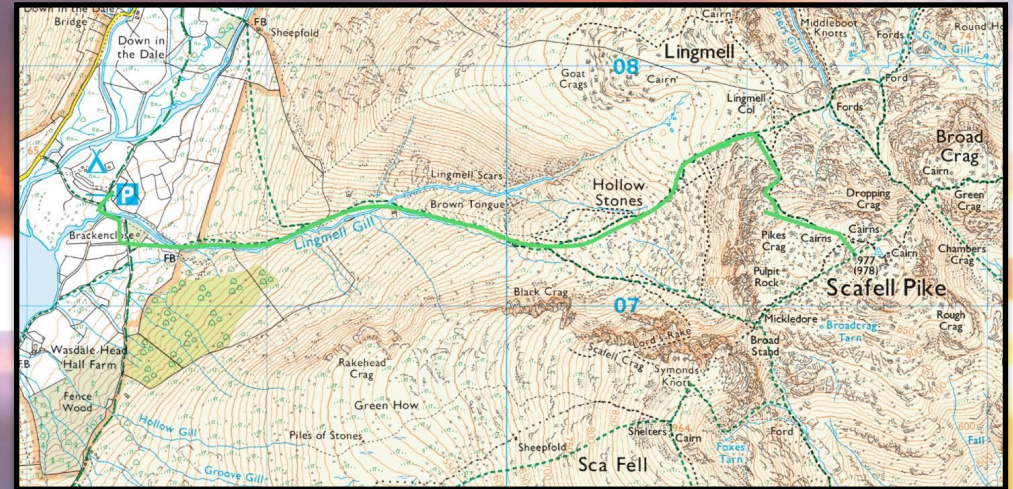 Down in the Dale
Bridge
FB
Sheepfold
Down in
the Dale
Cairn
Lingmell
Piers Gill
Middleboot
Knotts
Fords
Greta Gill
08
Goat
Crags
Cairn
Ford
Lingmell
Col
Fords
65
Broad
Crag
Cairn
P
Lingmell Scars
Hollow
Stones
Brown Tongue
Dropping
Crag
Green
Crag
Brackenclose
Lingmell Gill
Pikes
Crag
Cairns
Cairns
Cairn
Chambers
Crag
FB
977
(978)
Pulpit
Rock
Scafell Pike
Black Crag
07
Mickledore
Rough
Crag
Broadcrag
Tarn
Lord's Rake
Broad
Stand
Scafell Crag
Wasdale Head
Hall Farm
FB
Rakehead
Crag
Symonds
Knott
Fence
Wood
Green How
Hollow Gill
Piles of Stones
Shelters
964
Cairn
Ford
Sheepfold
Foxes
Tarn
Fall
Groove Gill
Sca Fell